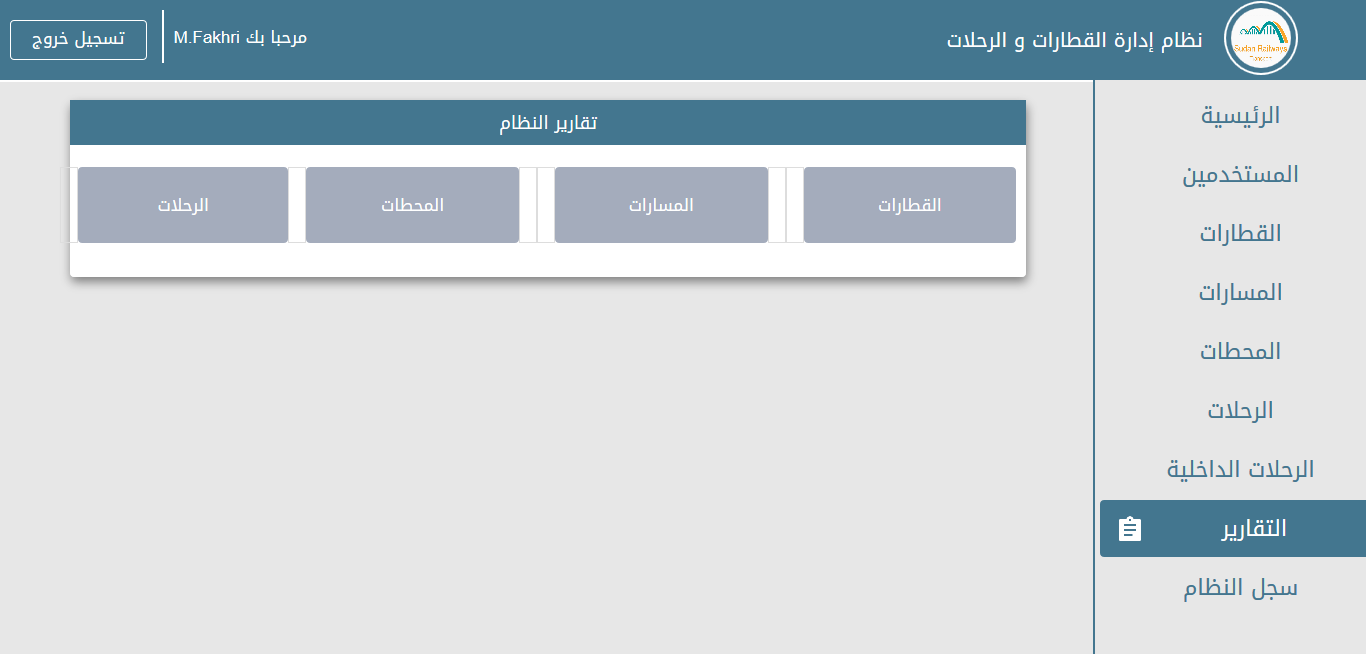 Sudan Railways
نظام إدارة القطارات و الرحلات
مرحبا بك M.Fakhri
تسجيل خروج
الرئيسية
المستخدمين
القطارات
المسارات
المحطات
الرحلات
الرحلات الداخلية
التقارير
سجل النظام
تقارير النظام
القطارات
المسارات
المحطات
الرحلات